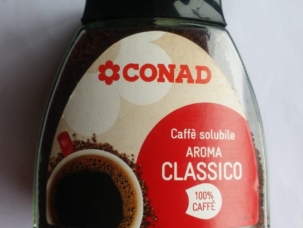 CONAD
Caffè solubile
AROMA
CLASSICO
100%
CAFFÈ